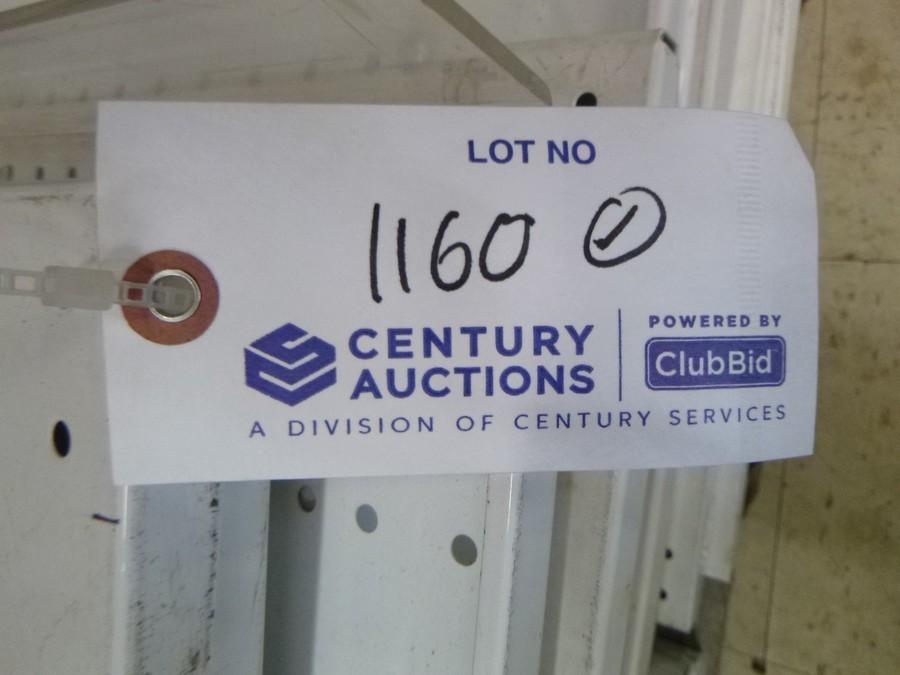 LOT NO
1160 ✓
CENTURY
AUCTIONS
POWERED BY
ClubBid
A DIVISION OF CENTURY SERVICES